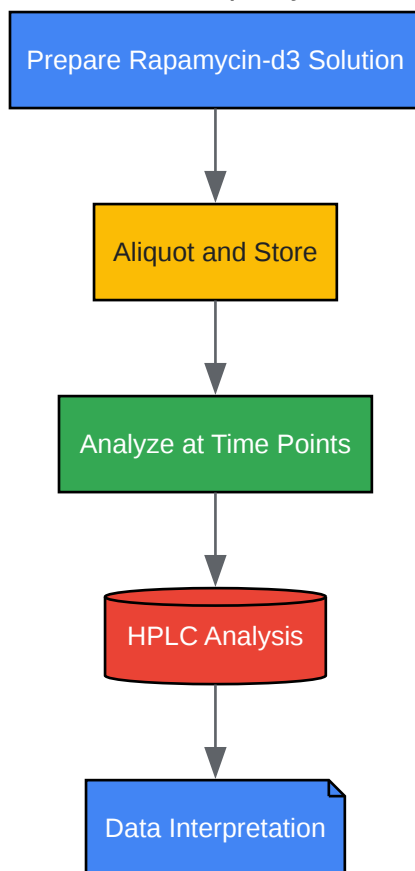 Prepare Rapamycin-d3 Solution
Aliquot and Store
Analyze at Time Points
HPLC Analysis
Data Interpretation